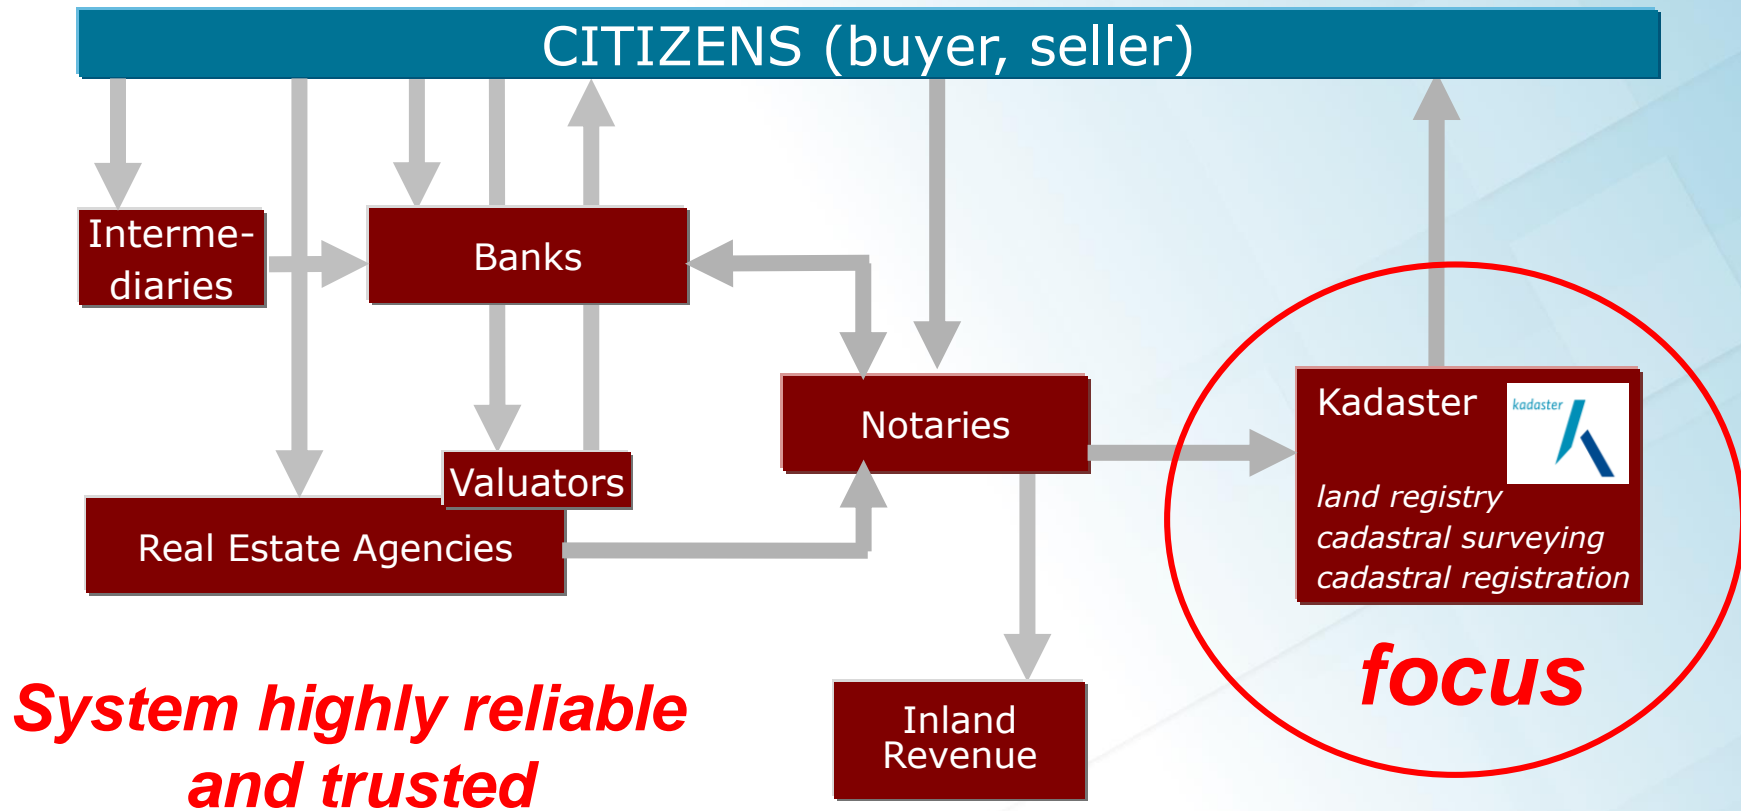 CITIZENS (buyer, seller)
Interme-
diaries
Banks
Notaries
Kadaster
kadaster
land registry
cadastral surveying
cadastral registration
Valuators
Real Estate Agencies
focus
System highly reliable
and trusted
Inland
Revenue